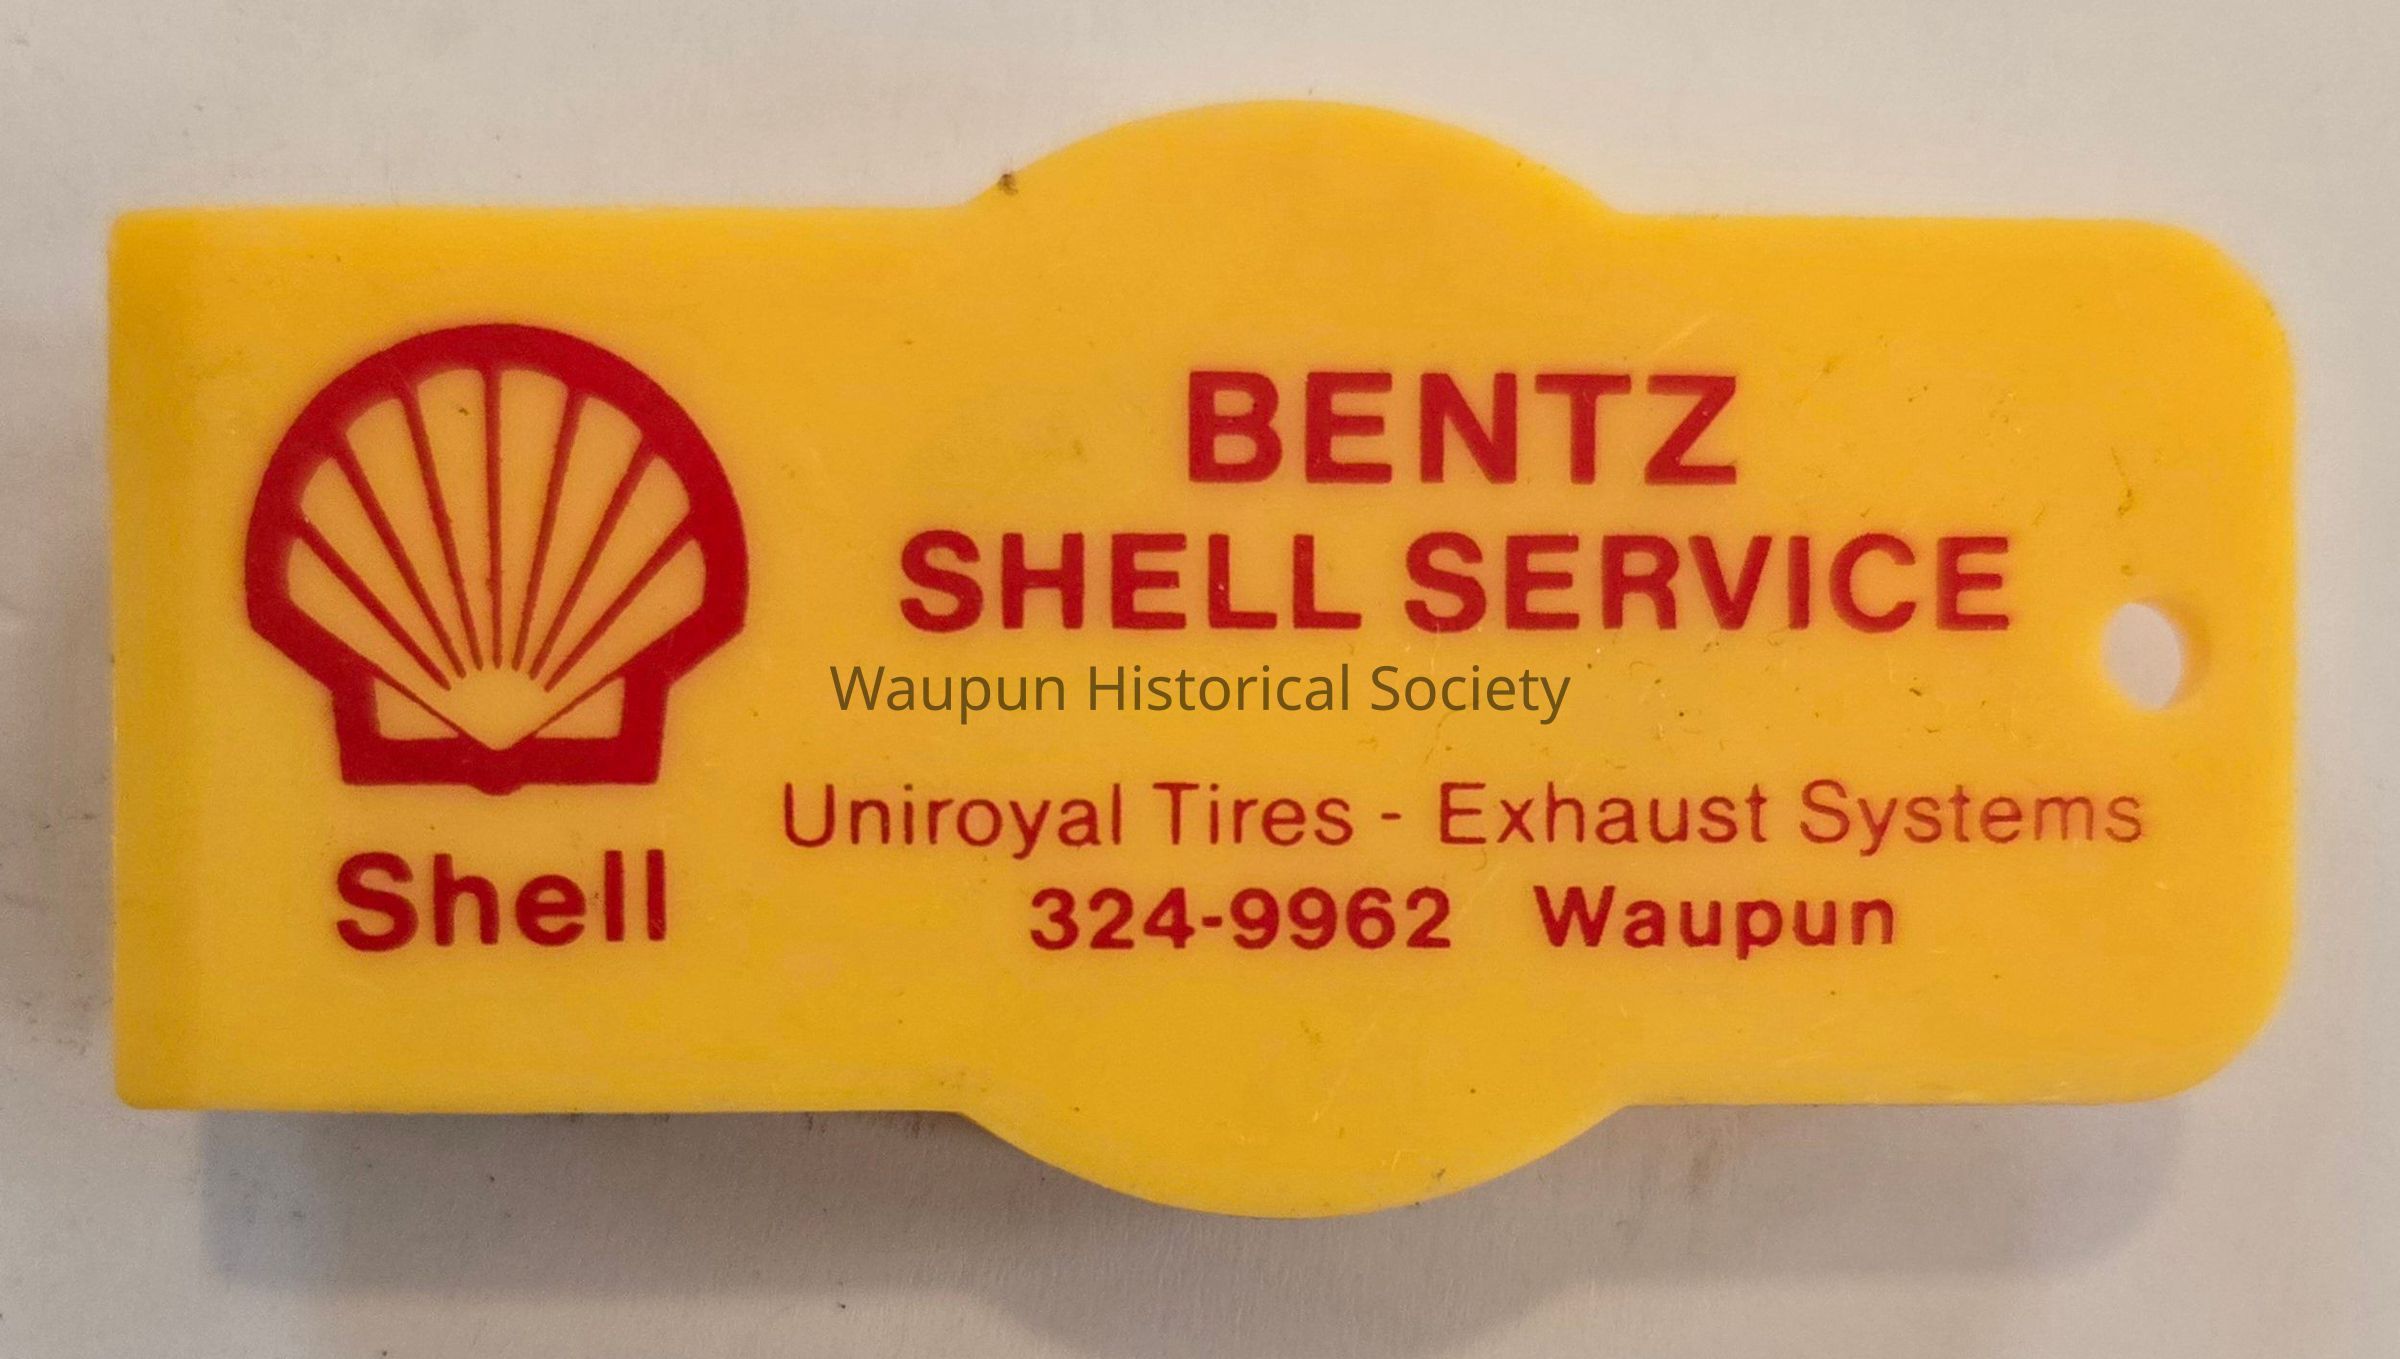 BENTZ
SHELL SERVICE
Waupun Historical Society
Uniroyal Tires - Exhaust Systems
324-9962 Waupun
Shell